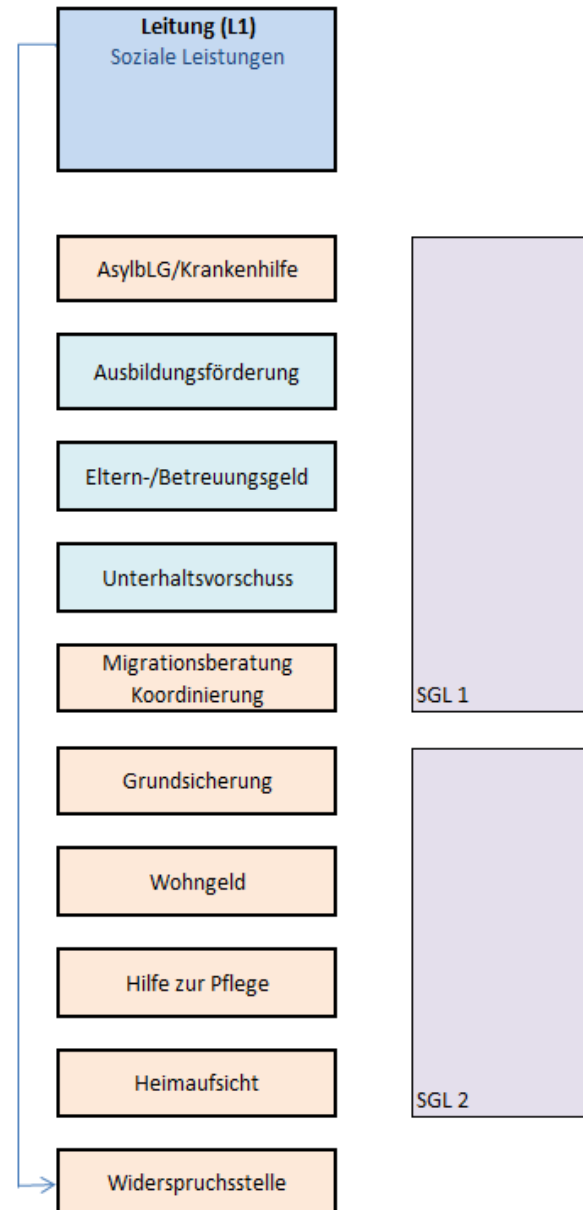 Leitung (L1)
Soziale Leistungen
AsylbLG/Krankenhilfe
Ausbildungsförderung
Eltern-/Betreuungsgeld
Unterhaltsvorschuss
Migrationsberatung
Koordinierung
SGL 1
Grundsicherung
Wohngeld
Hilfe zur Pflege
Heimaufsicht
SGL 2
Widerspruchsstelle